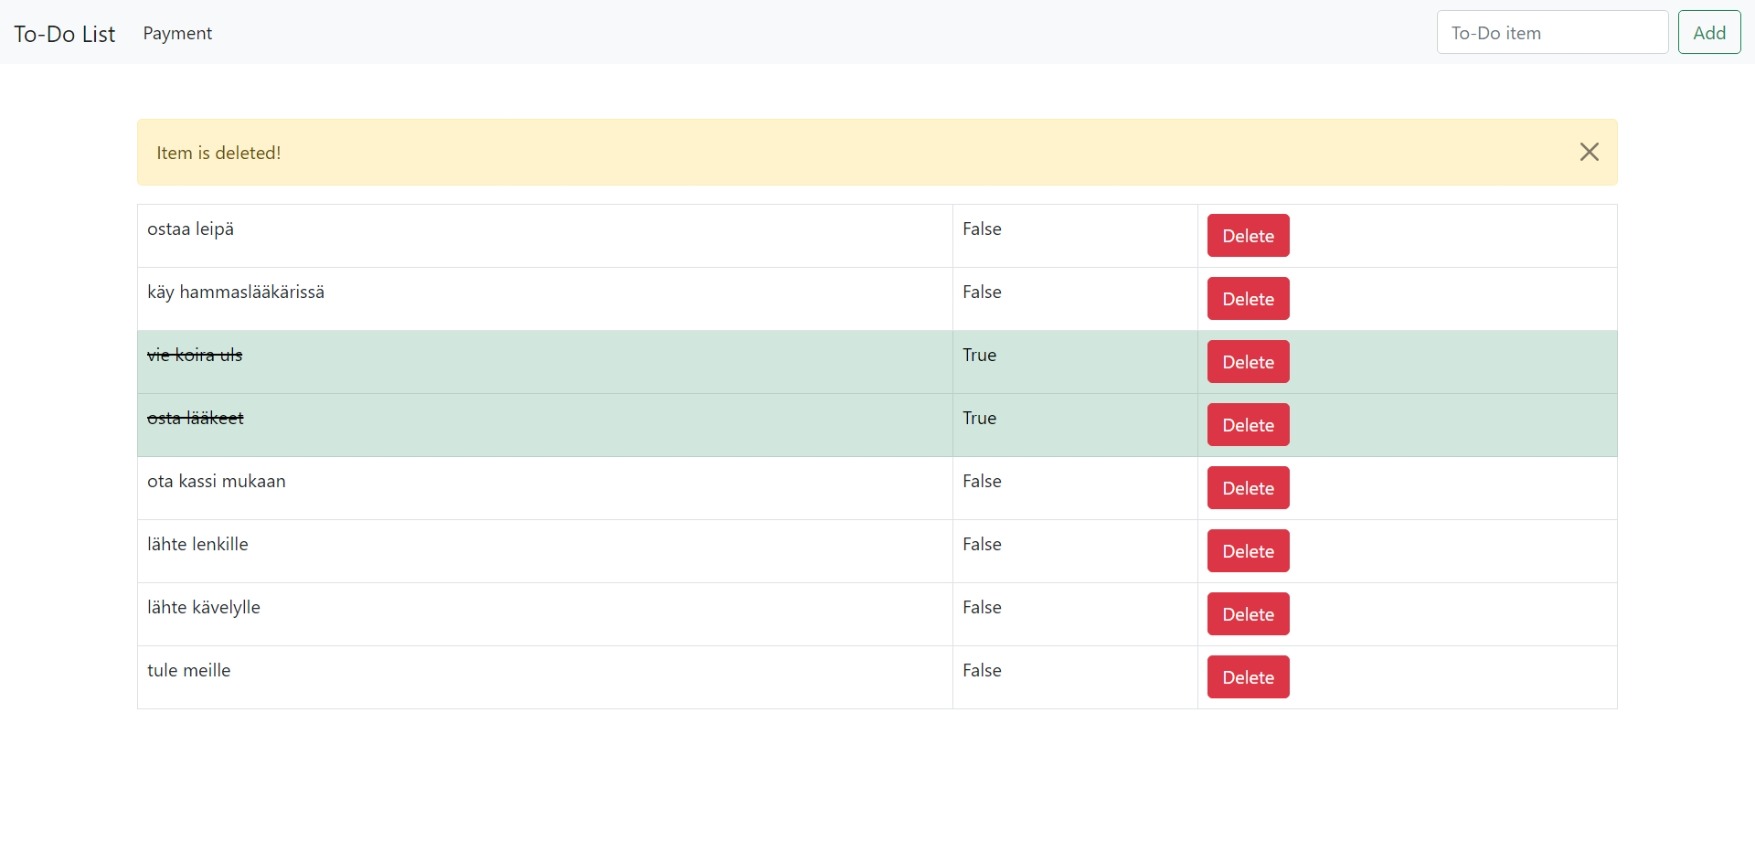 To-Do List Payment To-Do item Add
Item is deleted!
ostaa leipä False Delete
käy hammaslääkärissä False Delete
vie koira uls True Delete
osta lääkeet True Delete
ota kassi mukaan False Delete
lähte lenkille False Delete
lähte kävelylle False Delete
tule meille False Delete